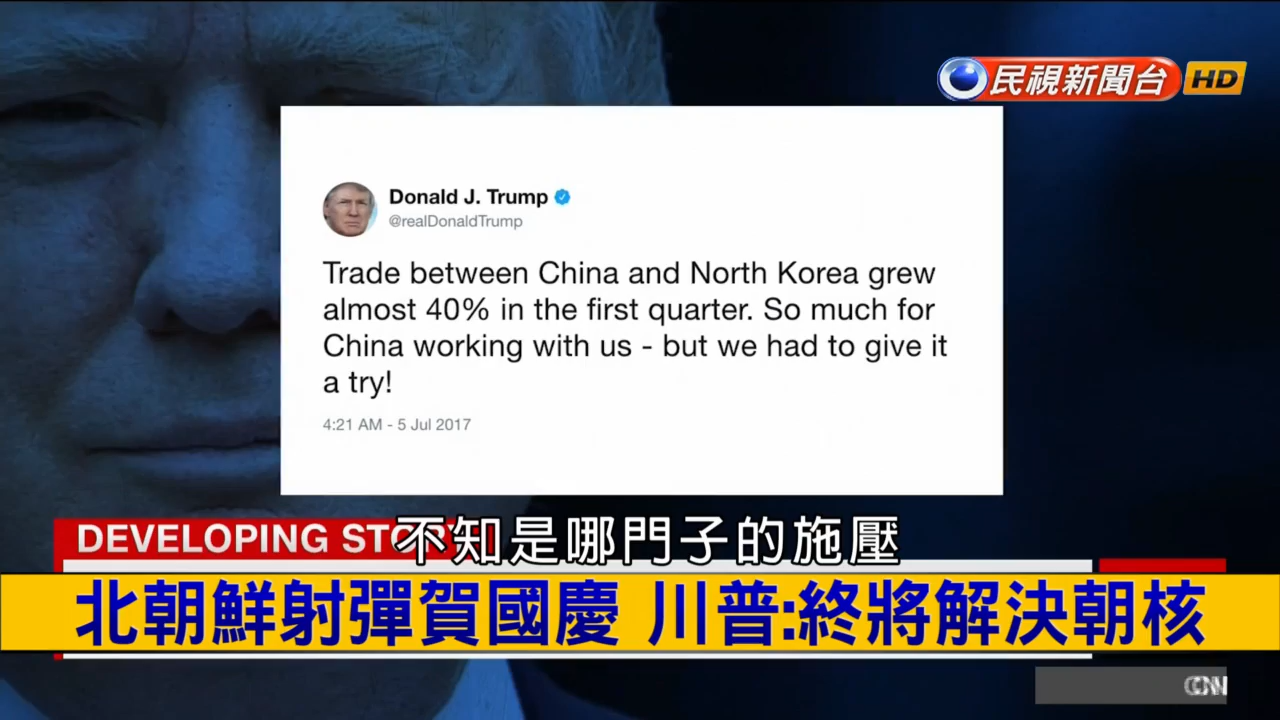 民視新聞台 HD
Donald J. Trump
@realDonaldTrump
Trade between China and North Korea grew
almost 40% in the first quarter. So much for
China working with us - but we had to give it
a try!
4:21 AM - 5 Jul 2017
DEVELOPING STORY
不知是哪門子的施壓
北朝鮮射彈賀國慶 川普:終將解決朝核
CNN